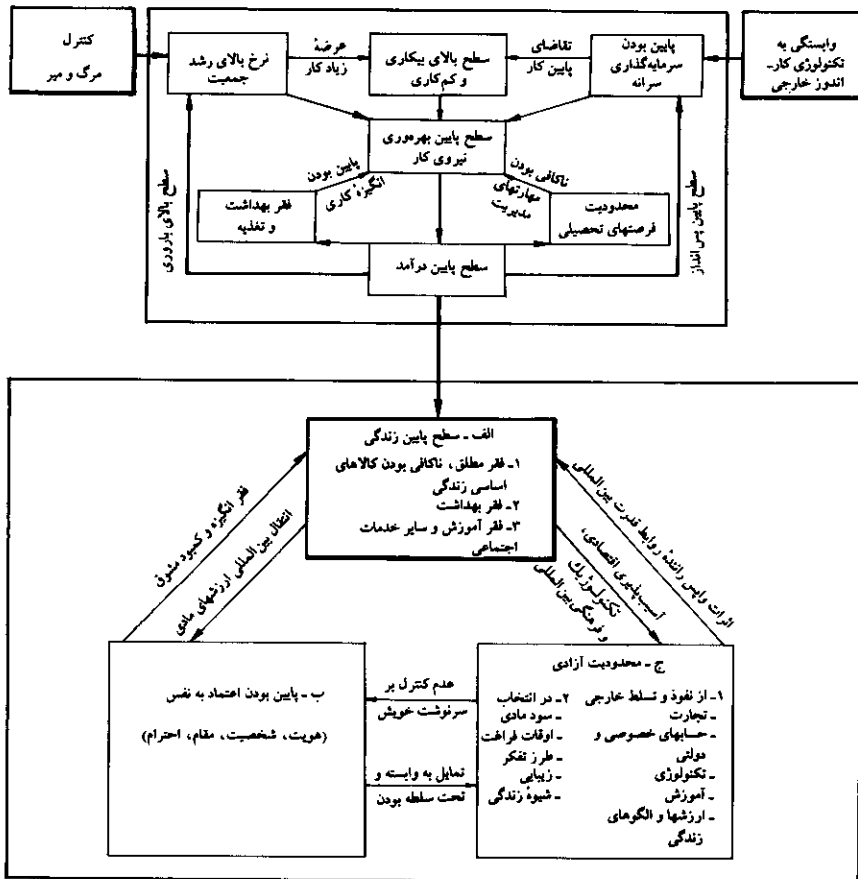 کنترل
مرگ و میر
نرخ بالای رشد
جمعیت
عرضهٔ
زیاد کار
سطح بالای بیکاری
و کم‌کاری
تقاضای
پایین کار
پایین بودن
سرمایه‌گذاری
سرانه
وابستگی به
تکنولوژی کار-
اندوز خارجی
سطح پایین بهره‌وری
نیروی کار
پایین بودن
انگیزهٔ کاری
ناکافی بودن
مهارتهای
مدیریت
فقر بهداشت
و تغذیه
محدودیت
فرصتهای تحصیلی
سطح بالای باروری
سطح پایین پس‌انداز
سطح پایین درآمد
الف - سطح پایین زندگی
۱- فقر مطلق، ناکافی بودن کالاهای
اساسی زندگی
۲- فقر بهداشت
۳- فقر آموزش و سایر خدمات
اجتماعی
فقر انگیزه و کمبود مشوق
انتقال بین‌المللی ارزشهای مادی
اثرات واپس رانندهٔ روابط قدرت بین‌المللی
آسیب‌پذیری اقتصادی،
تکنولوژیك
و فرهنگی بین‌المللی
ب - پایین بودن اعتماد به نفس
(هویت، شخصیت، مقام، احترام)
عدم کنترل بر
سرنوشت خویش
تمایل به وابسته و
تحت سلطه بودن
ج - محدودیت آزادی
۱- از نفوذ و تسلط خارجی
- تجارت
- حسابهای خصوصی و
دولتی
- تکنولوژی
- آموزش
- ارزشها و الگوهای
زندگی
۲- در انتخاب
- سود مادی
- اوقات فراغت
- طرز تفکر
- زیبایی
- شیوهٔ زندگی